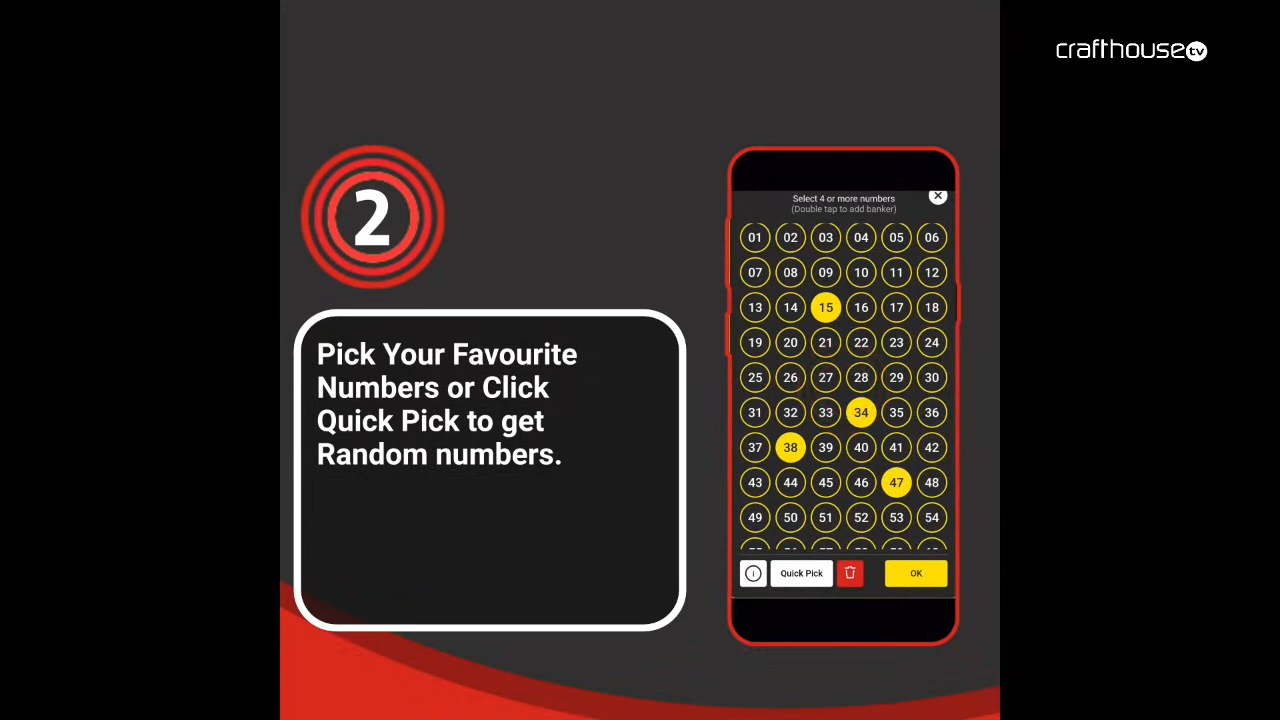 crafthouse tv
2
Pick Your Favourite
Numbers or Click
Quick Pick to get
Random numbers.
Select 4 or more numbers
(Double tap to add banker)
01 02 03 04 05 06
07 08 09 10 11 12
13 14 15 16 17 18
19 20 21 22 23 24
25 26 27 28 29 30
31 32 33 34 35 36
37 38 39 40 41 42
43 44 45 46 47 48
49 50 51 52 53 54
Quick Pick OK